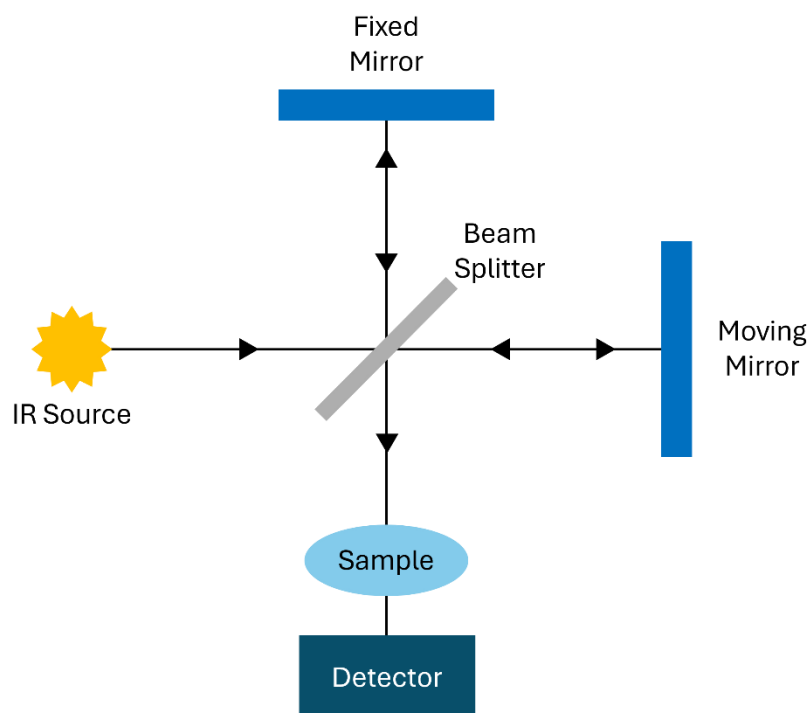 Fixed
Mirror
Beam
Splitter
Moving
Mirror
IR Source
Sample
Detector